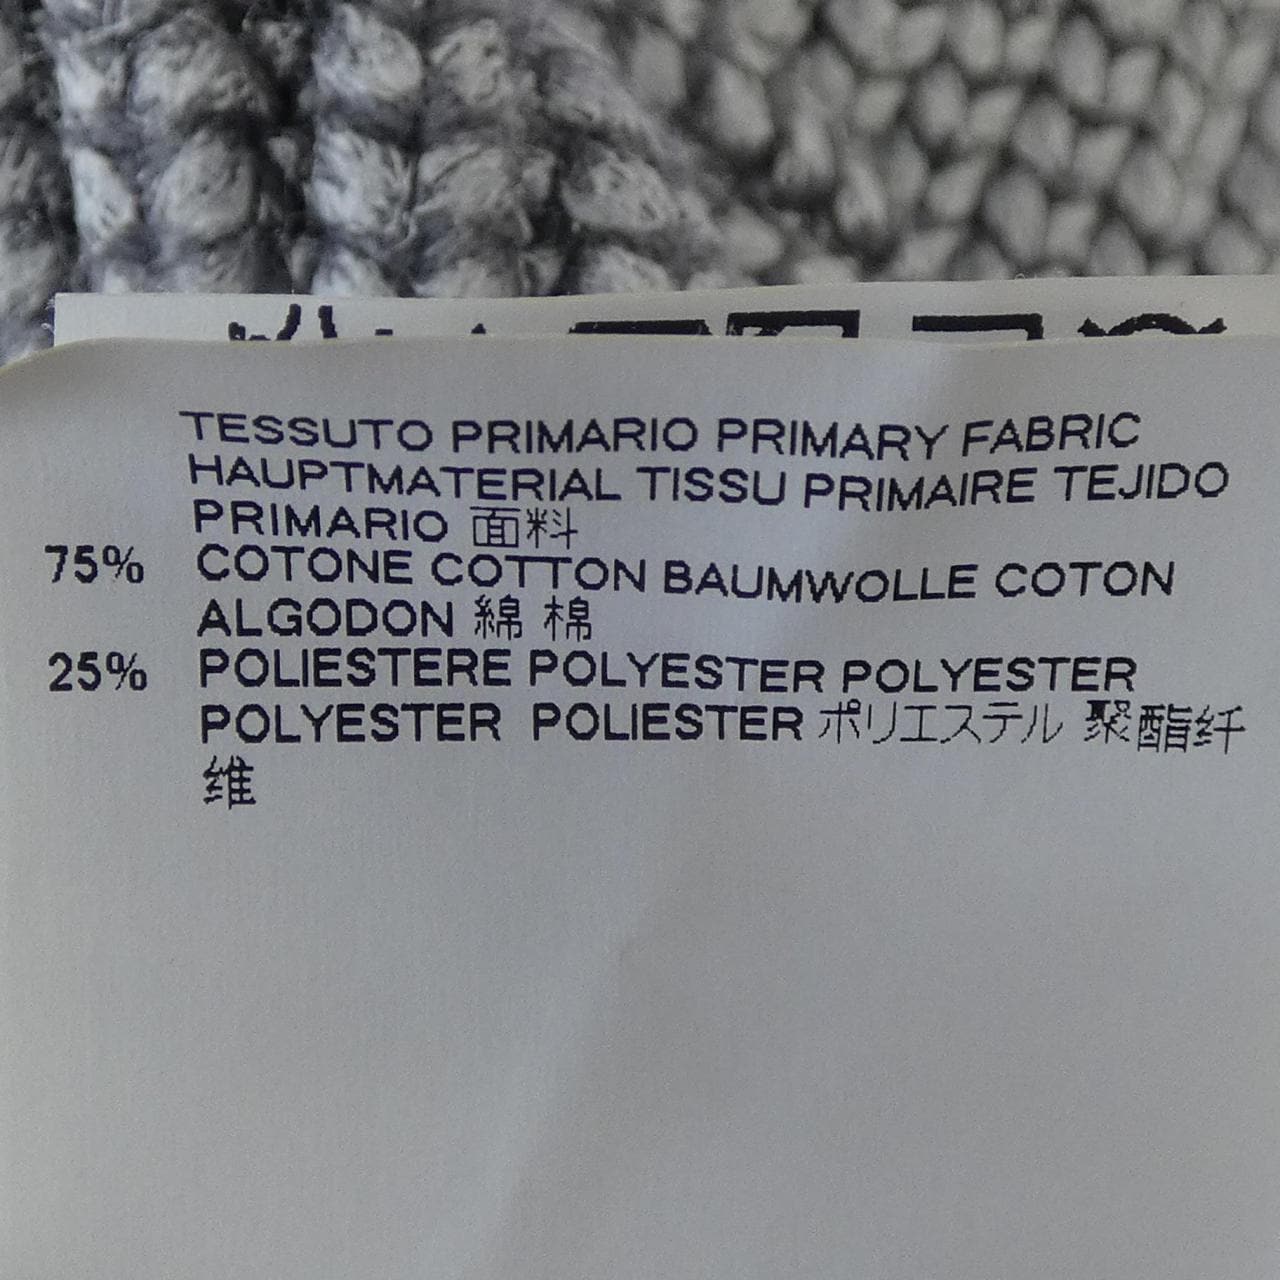 TESSUTO PRIMARIO PRIMARY FABRIC
HAUPTMATERIAL TISSU PRIMAIRE TEJIDO
PRIMARIO 面料
75% COTONE COTTON BAUMWOLLE COTON
ALGODON 綿 棉
25% POLIESTERE POLYESTER POLYESTER
POLYESTER POLIESTER ポリエステル 聚酯纤
维